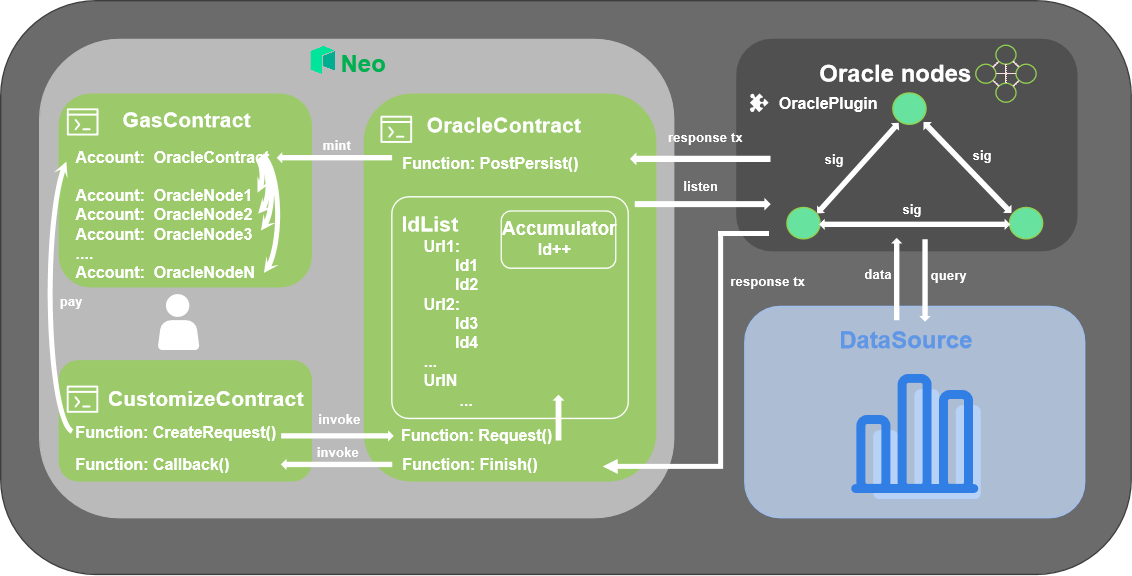 Neo
GasContract
Account: OracleContract
Account: OracleNode1
Account: OracleNode2
Account: OracleNode3
....
Account: OracleNodeN
pay
CustomizeContract
Function: CreateRequest()
Function: Callback()
mint
invoke
invoke
OracleContract
Function: PostPersist()
IdList
Url1:
Id1
Id2
Url2:
Id3
Id4
...
UrlN
...
Accumulator
Id++
Function: Request()
Function: Finish()
response tx
listen
response tx
Oracle nodes
OraclePlugin
sig
sig
sig
data
query
DataSource